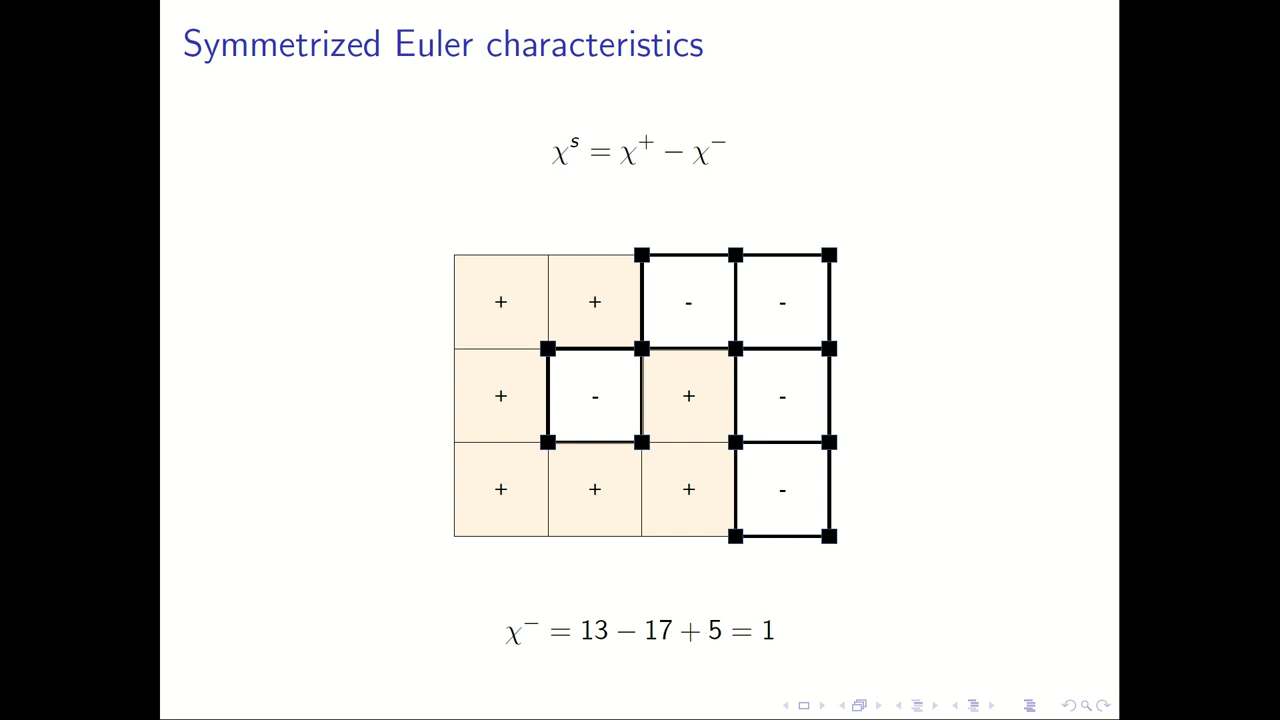 Symmetrized Euler characteristics
χˢ = χ⁺ − χ⁻
+ + - -
+ - + -
+ + + -
χ⁻ = 13 − 17 + 5 = 1